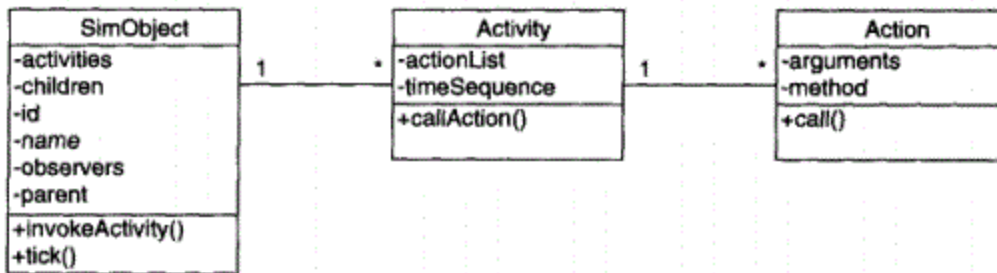 SimObject
-activities
-children
-id
-name
-observers
-parent
+invokeActivity()
+tick()
1
*
Activity
-actionList
-timeSequence
+callAction()
1
*
Action
-arguments
-method
+call()